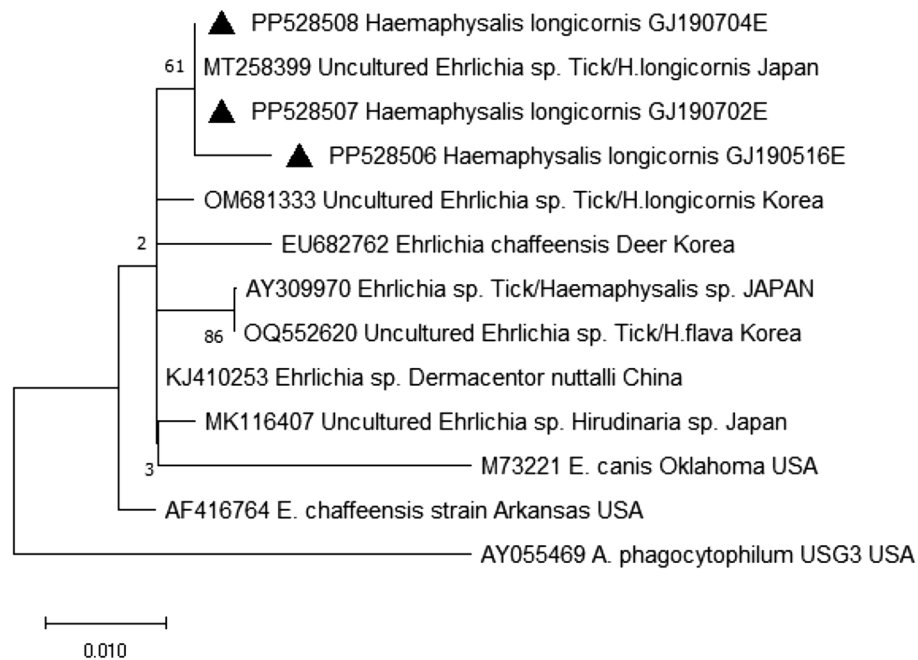 PP528508 Haemaphysalis longicornis GJ190704E
61
MT258399 Uncultured Ehrlichia sp. Tick/H.longicornis Japan
PP528507 Haemaphysalis longicornis GJ190702E
PP528506 Haemaphysalis longicornis GJ190516E
OM681333 Uncultured Ehrlichia sp. Tick/H.longicornis Korea
2
EU682762 Ehrlichia chaffeensis Deer Korea
AY309970 Ehrlichia sp. Tick/Haemaphysalis sp. JAPAN
86
OQ552620 Uncultured Ehrlichia sp. Tick/H.flava Korea
KJ410253 Ehrlichia sp. Dermacentor nuttalli China
MK116407 Uncultured Ehrlichia sp. Hirudinaria sp. Japan
3
M73221 E. canis Oklahoma USA
AF416764 E. chaffeensis strain Arkansas USA
AY055469 A. phagocytophilum USG3 USA
0.010